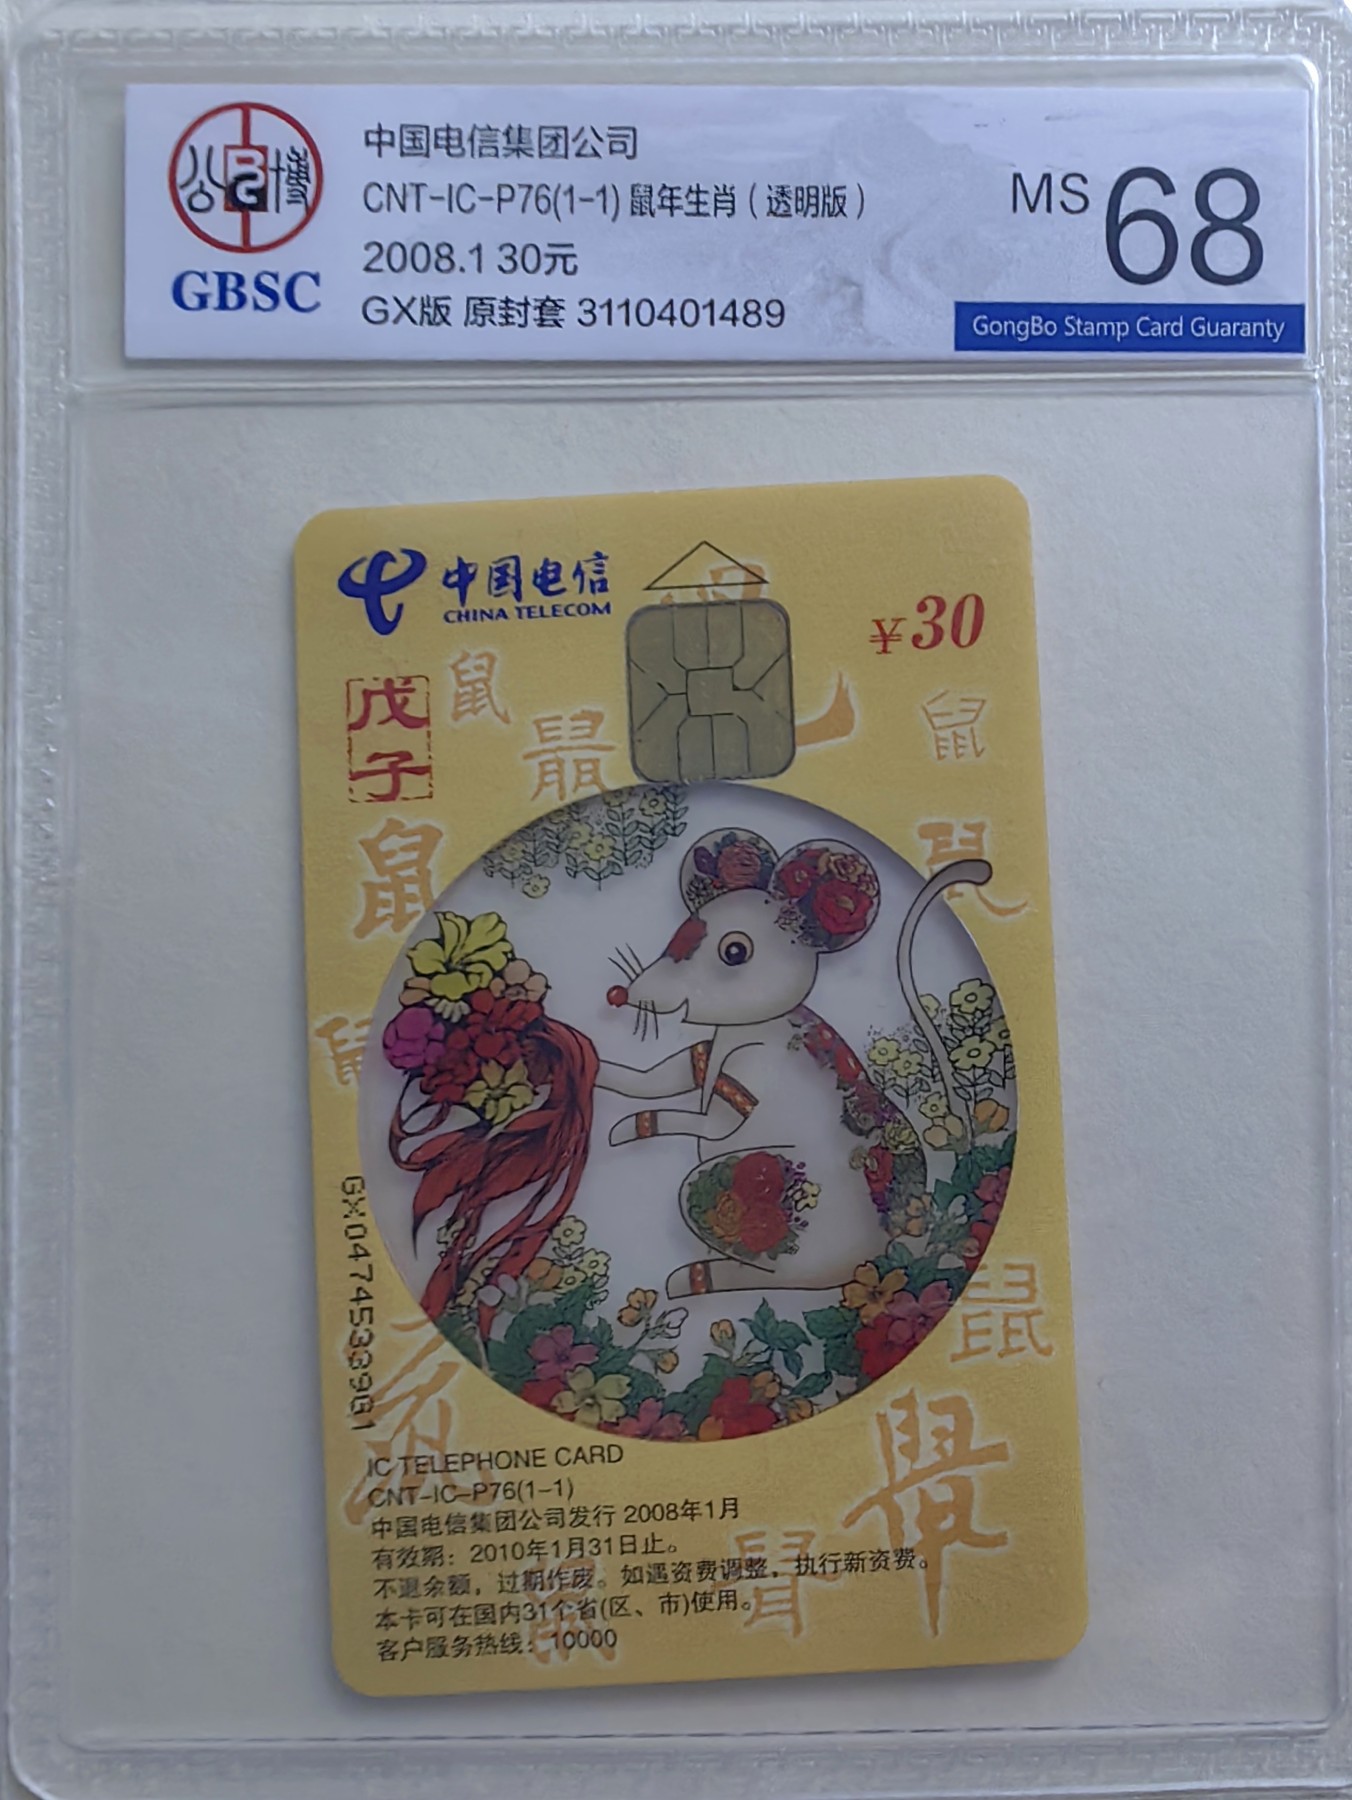 公博
GBSC
中国电信集团公司
CNT-IC-P76(1-1) 鼠年生肖（透明版）
2008.1 30元
GX版 原封套 3110401489
MS 68
GongBo Stamp Card Guaranty
中国电信
CHINA TELECOM
¥30
戊子
鼠
鼠
鼠
IC TELEPHONE CARD
CNT-IC-P76(1-1)
中国电信集团公司发行 2008年1月
有效期：2010年1月31日止。
不退余额，过期作废。如遇资费调整，执行新资费。
本卡可在国内31个省(区、市)使用。
客户服务热线：10000